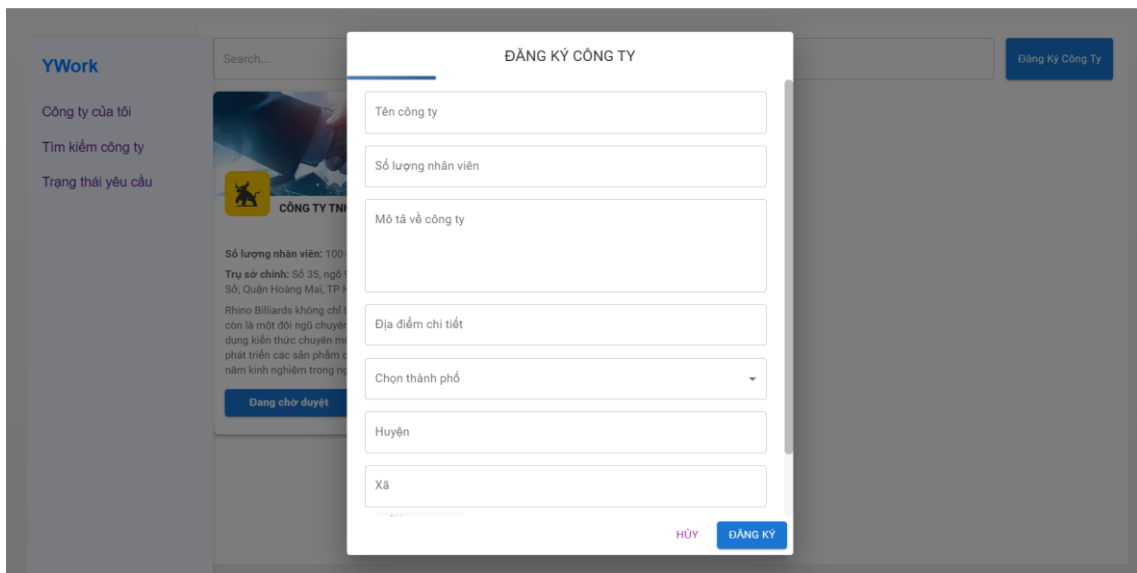 YWork
Công ty của tôi
Tìm kiếm công ty
Trạng thái yêu cầu
Search...
Đăng Ký Công Ty
CÔNG TY TNH
Số lượng nhân viên: 100-
Trụ sở chính: Số 35, ngõ
Sở, Quận Hoàng Mai, TP H
Rhino Billiards không chỉ l
còn là một đội ngũ chuyên
dụng kiến thức chuyên mô
phát triển các sản phẩm c
năm kinh nghiệm trong ng
Đang chờ duyệt
ĐĂNG KÝ CÔNG TY
Tên công ty
Số lượng nhân viên
Mô tả về công ty
Địa điểm chi tiết
Chọn thành phố
Huyện
Xã
HỦY
ĐĂNG KÝ